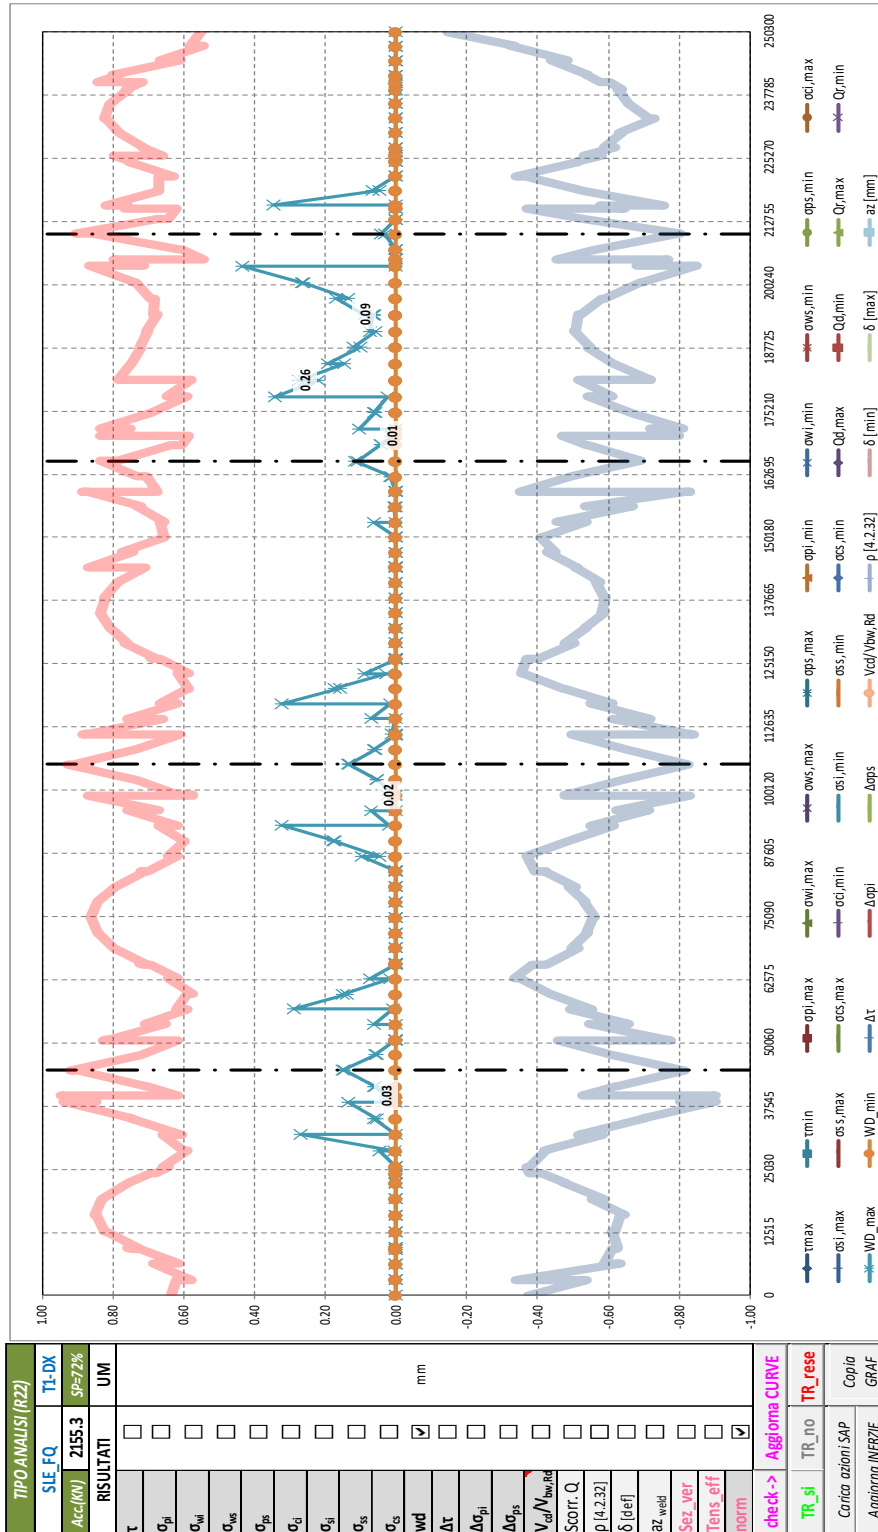 TIPO ANALISI (R22)
SLE_FQ T1-DX
Acc.(KN) 2155.3 SP=72%
RISULTATI UM
τ
σpi
σwi
σws
σps
σci
σsi
σss
σcs
wd mm
Δτ
Δσpi
Δσps
Vcd/Vbw,Rd
Scorr. Q
ρ [4.2.32]
δ [def]
az weld
Sez_ver
Tens_eff
norm
check-> Aggiorna CURVE
TR_si TR_no TR_rese
Carica azioni SAP Copia
Aggiorna INERZIE GRAF
1.00
0.80
0.60
0.40
0.20
0.00
-0.20
-0.40
-0.60
-0.80
-1.00
0.03
0.02
0.01
0.26
0.09
0 12515 25030 37545 50060 62575 75090 87605 100120 112635 125150 137665 150180 162695 175210 187725 200240 212755 225270 237785 250300
τmax τmin σpi,max σwi,max σws,max σps,max σpi,min σwi,min σws,min σps,min σci,max
σsi,max σss,max σcs,max σci,min σsi,min σss,min σcs,min Qd,max Qd,min Qr,max Qr,min
WD_max WD_min Δτ Δσpi Δσps Vcd/Vbw,Rd ρ [4.2.32] δ [min] δ [max] az [mm]